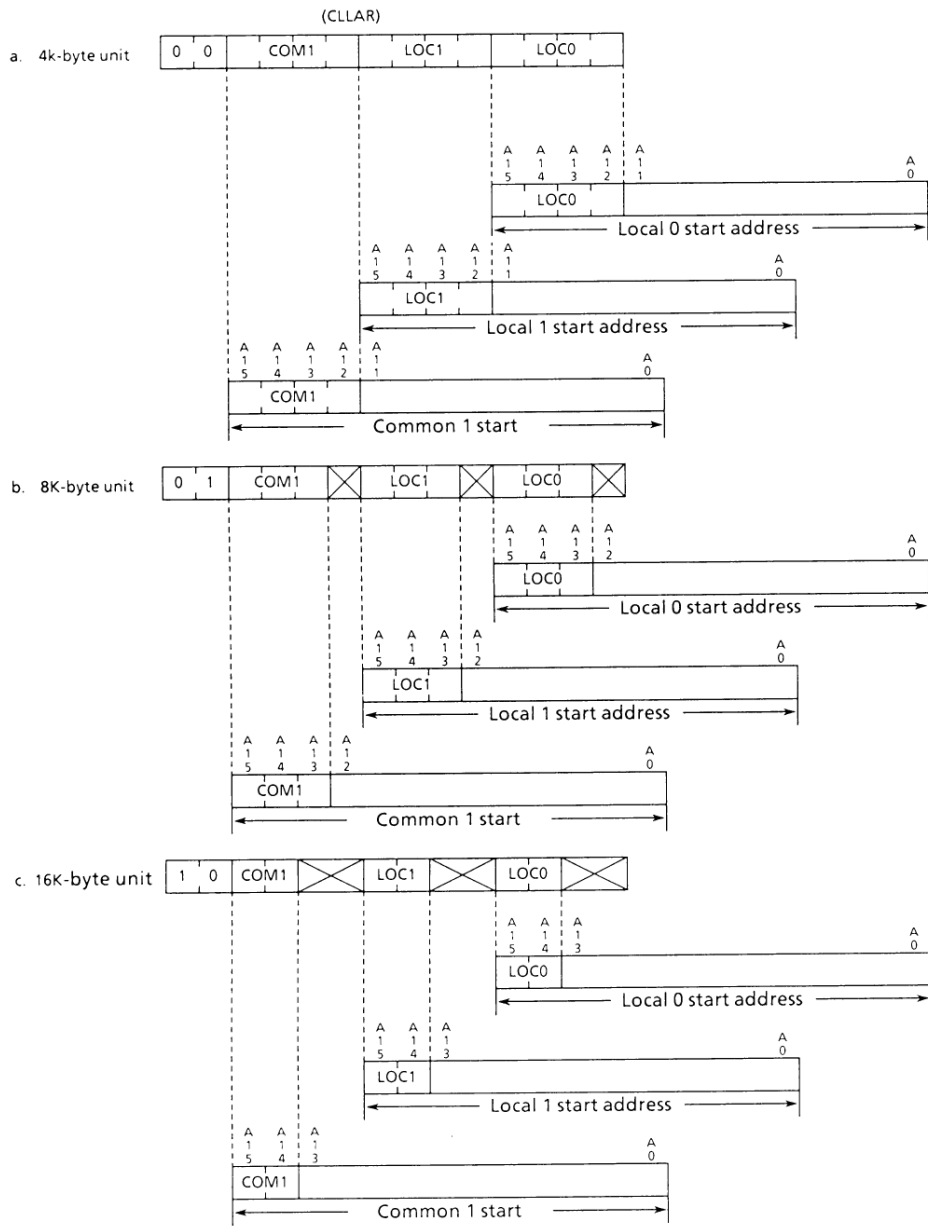 (CLLAR)
a. 4k-byte unit
0 0 COM1 LOC1 LOC0
A15 A14 A13 A12 A11 A0
LOC0
Local 0 start address
A15 A14 A13 A12 A11 A0
LOC1
Local 1 start address
A15 A14 A13 A12 A11 A0
COM1
Common 1 start
b. 8K-byte unit
0 1 COM1 LOC1 LOC0
A15 A14 A13 A12 A0
LOC0
Local 0 start address
A15 A14 A13 A12 A0
LOC1
Local 1 start address
A15 A14 A13 A12 A0
COM1
Common 1 start
c. 16K-byte unit
1 0 COM1 LOC1 LOC0
A15 A14 A13 A0
LOC0
Local 0 start address
A15 A14 A13 A0
LOC1
Local 1 start address
A15 A14 A13 A0
COM1
Common 1 start